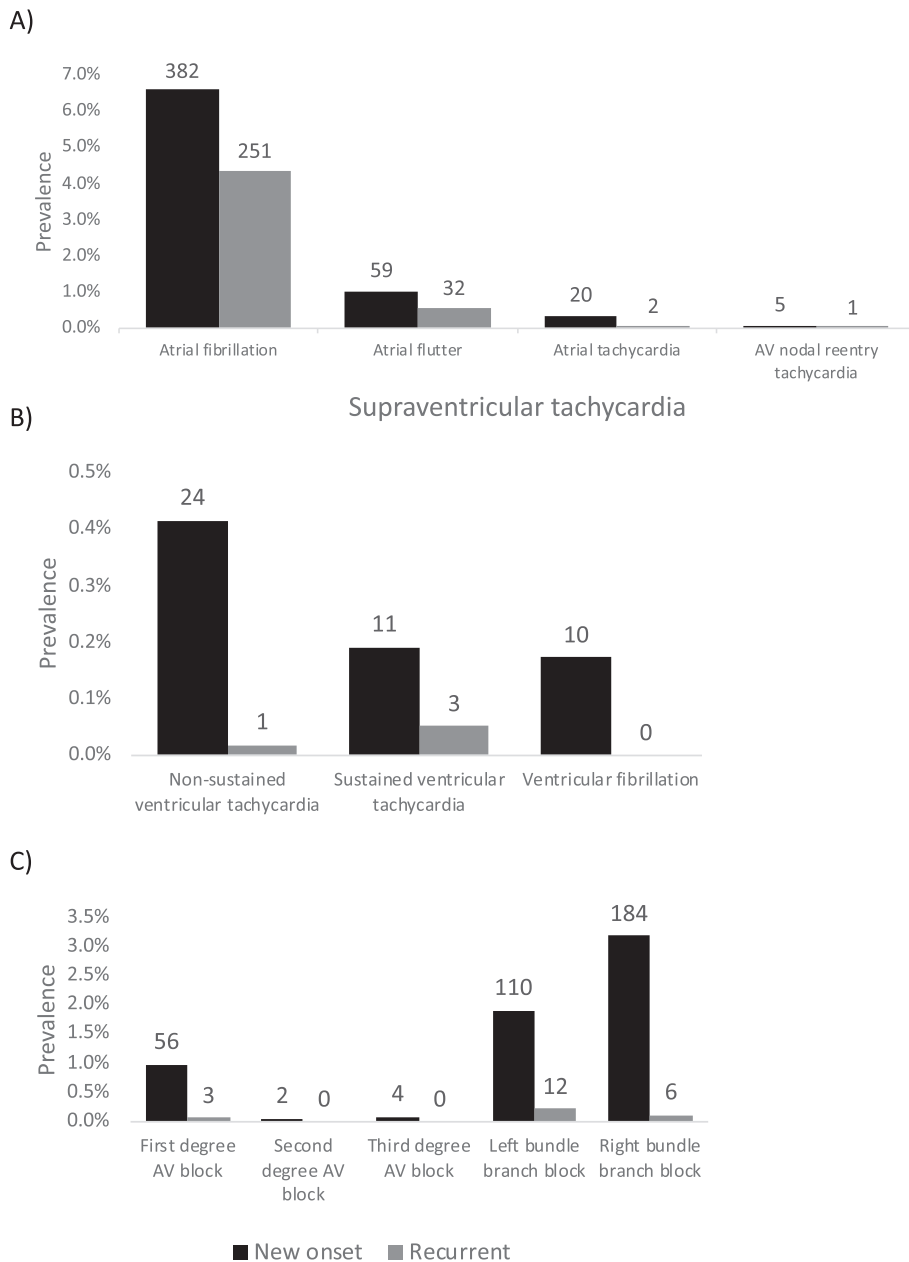 A)
7.0%
6.0%
5.0%
4.0%
3.0%
2.0%
1.0%
0.0%
Prevalence
382
251
59
32
20
2
5
1
Atrial fibrillation
Atrial flutter
Atrial tachycardia
AV nodal reentry
tachycardia
Supraventricular tachycardia
B)
0.5%
0.4%
0.3%
0.2%
0.1%
0.0%
Prevalence
24
1
11
3
10
0
Non-sustained
ventricular tachycardia
Sustained ventricular
tachycardia
Ventricular fibrillation
C)
3.5%
3.0%
2.5%
2.0%
1.5%
1.0%
0.5%
0.0%
Prevalence
56
3
2
0
4
0
110
12
184
6
First degree
AV block
Second
degree AV
block
Third degree
AV block
Left bundle
branch block
Right bundle
branch block
New onset
Recurrent